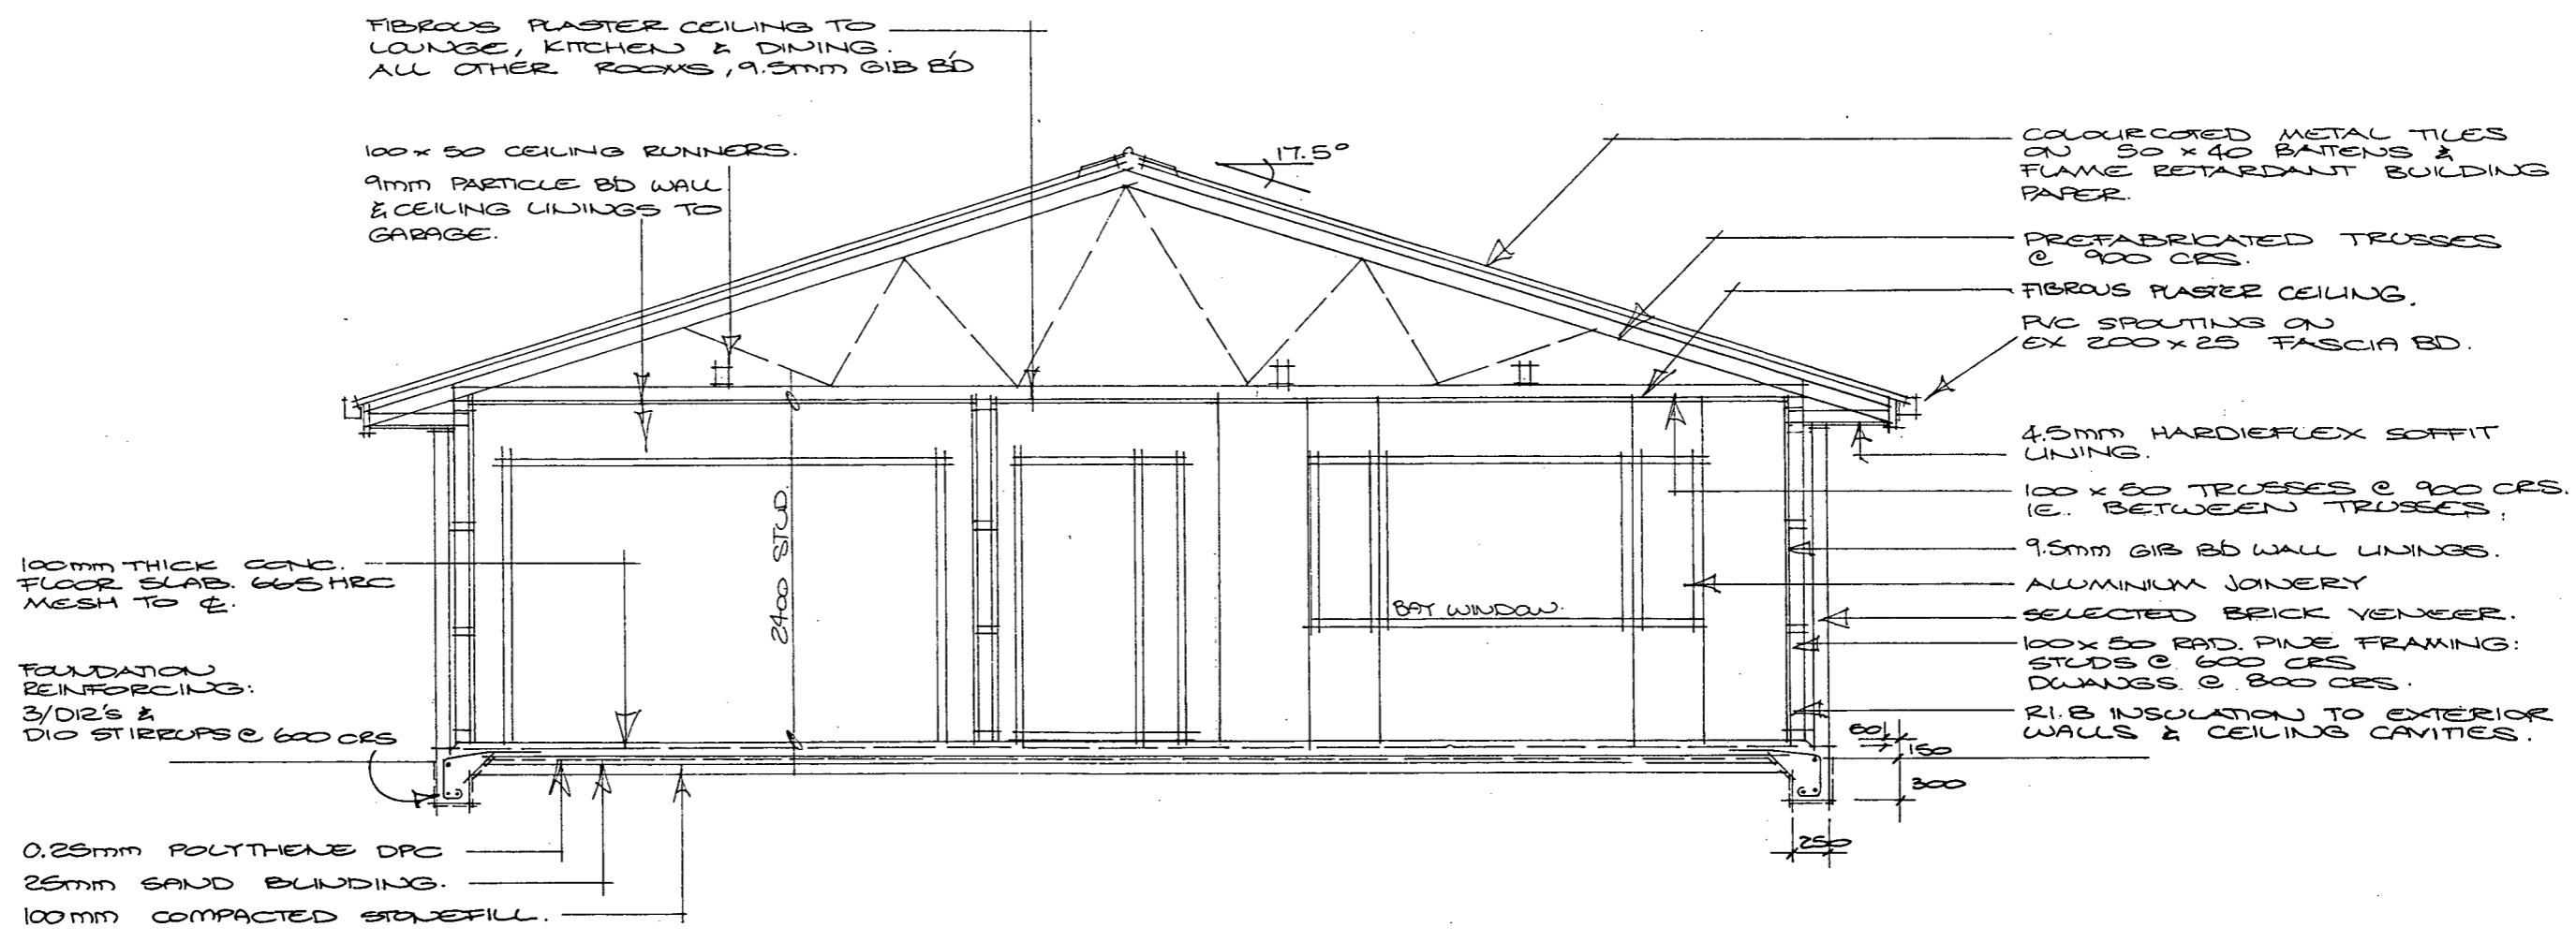 FIBROUS PLASTER CEILING TO
LOUNGE, KITCHEN & DINING.
ALL OTHER ROOMS, 9.5mm GIB B'D
100 x 50 CEILING RUNNERS.
9mm PARTICLE BD WALL
& CEILING LININGS TO
GARAGE.
17.5°
COLOURCOTED METAL TILES
ON 50 x 40 BATTENS &
FLAME RETARDANT BUILDING
PAPER.
PREFABRICATED TRUSSES
@ 900 CRS.
FIBROUS PLASTER CEILING.
PVC SPOUTING ON
EX 200 x 25 FASCIA BD.
4.5mm HARDIEFLEX SOFFIT
LINING.
100 x 50 TRUSSES @ 900 CRS.
IE. BETWEEN TRUSSES.
9.5mm GIB B'D WALL LININGS.
ALUMINIUM JOINERY
SELECTED BRICK VENEER.
100 x 50 RAD. PINE FRAMING:
STUDS @ 600 CRS
DWANGS @ 800 CRS.
R1.8 INSULATION TO EXTERIOR
WALLS & CEILING CAVITIES.
2400 STUD.
BAY WINDOW.
100mm THICK CONC.
FLOOR SLAB. 665 HRC
MESH TO ℄.
FOUNDATION
REINFORCING:
3/D12'S &
D10 STIRRUPS @ 600 CRS
0.25mm POLYTHENE DPC
25mm SAND BLINDING.
100mm COMPACTED STONEFILL.
150
300
250